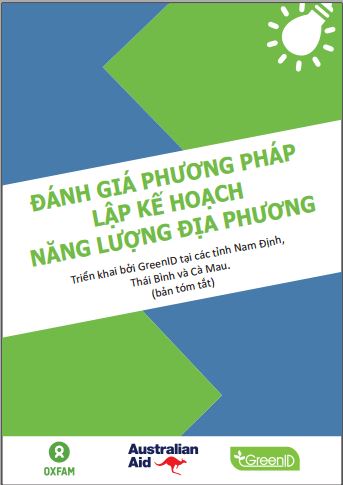 ĐÁNH GIÁ PHƯƠNG PHÁP
LẬP KẾ HOẠCH
NĂNG LƯỢNG ĐỊA PHƯƠNG
Triển khai bởi GreenID tại các tỉnh Nam Định,
Thái Bình và Cà Mau.
(bản tóm tắt)
OXFAM
Australian
Aid
GreenID